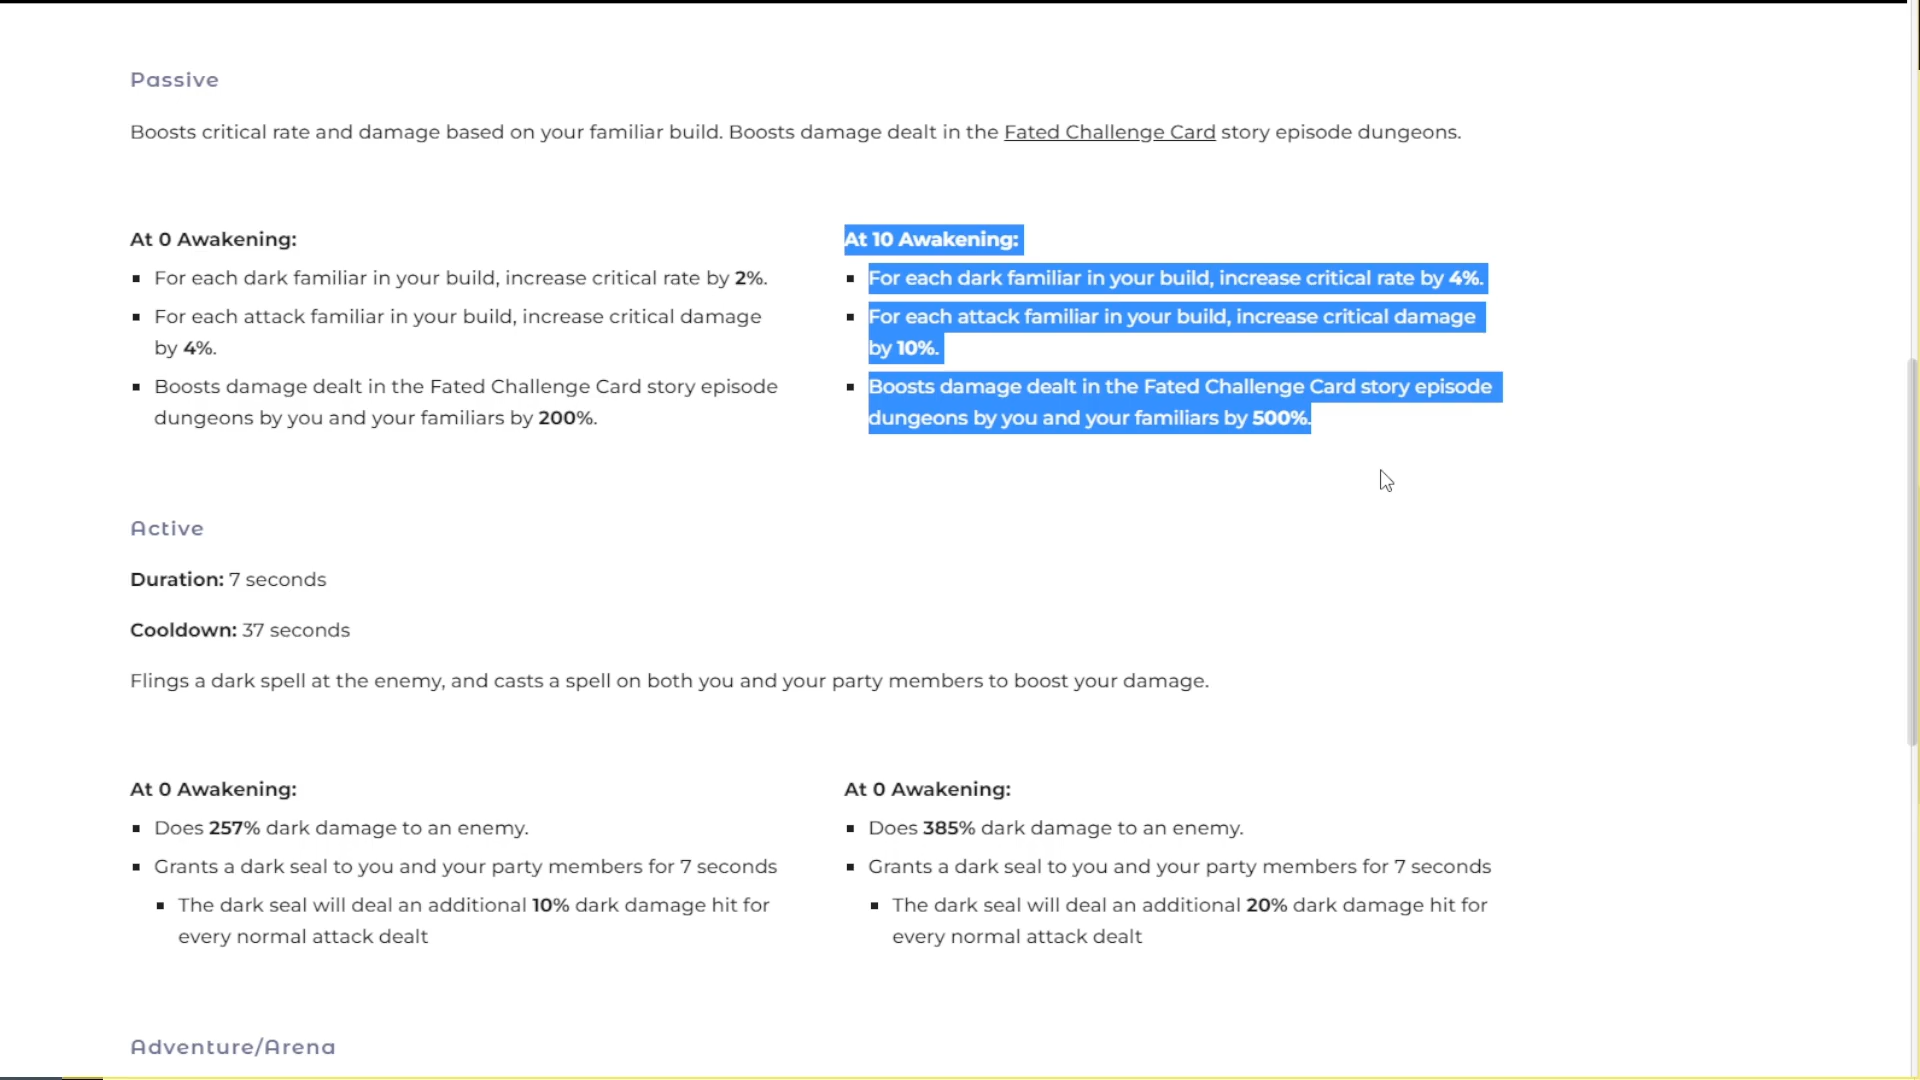 Passive
Boosts critical rate and damage based on your familiar build. Boosts damage dealt in the Fated Challenge Card story episode dungeons.
At 0 Awakening:
For each dark familiar in your build, increase critical rate by 2%.
For each attack familiar in your build, increase critical damage
by 4%.
Boosts damage dealt in the Fated Challenge Card story episode
dungeons by you and your familiars by 200%.
At 10 Awakening:
For each dark familiar in your build, increase critical rate by 4%.
For each attack familiar in your build, increase critical damage
by 10%.
Boosts damage dealt in the Fated Challenge Card story episode
dungeons by you and your familiars by 500%.
Active
Duration: 7 seconds
Cooldown: 37 seconds
Flings a dark spell at the enemy, and casts a spell on both you and your party members to boost your damage.
At 0 Awakening:
Does 257% dark damage to an enemy.
Grants a dark seal to you and your party members for 7 seconds
The dark seal will deal an additional 10% dark damage hit for
every normal attack dealt
At 0 Awakening:
Does 385% dark damage to an enemy.
Grants a dark seal to you and your party members for 7 seconds
The dark seal will deal an additional 20% dark damage hit for
every normal attack dealt
Adventure/Arena